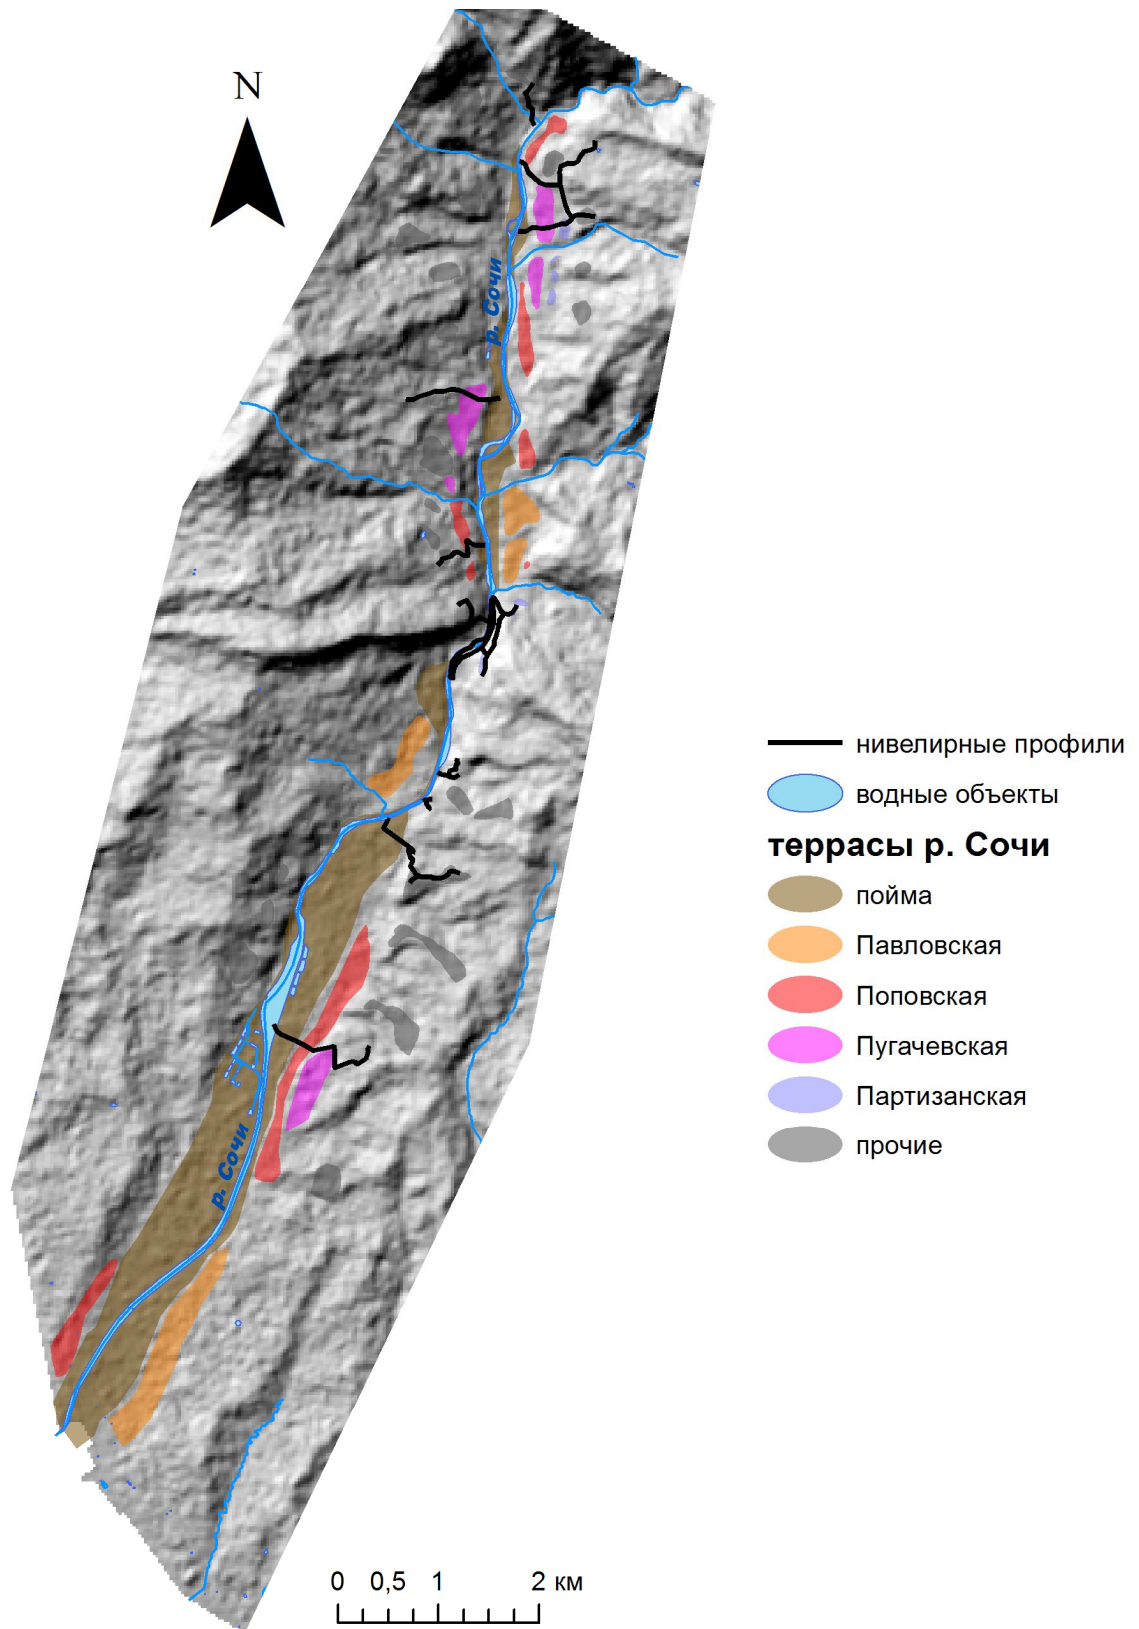 N
р. Сочи
нивелирные профили
водные объекты
террасы р. Сочи
пойма
Павловская
Поповская
Пугачевская
Партизанская
прочие
р. Сочи
0 0,5 1 2 км